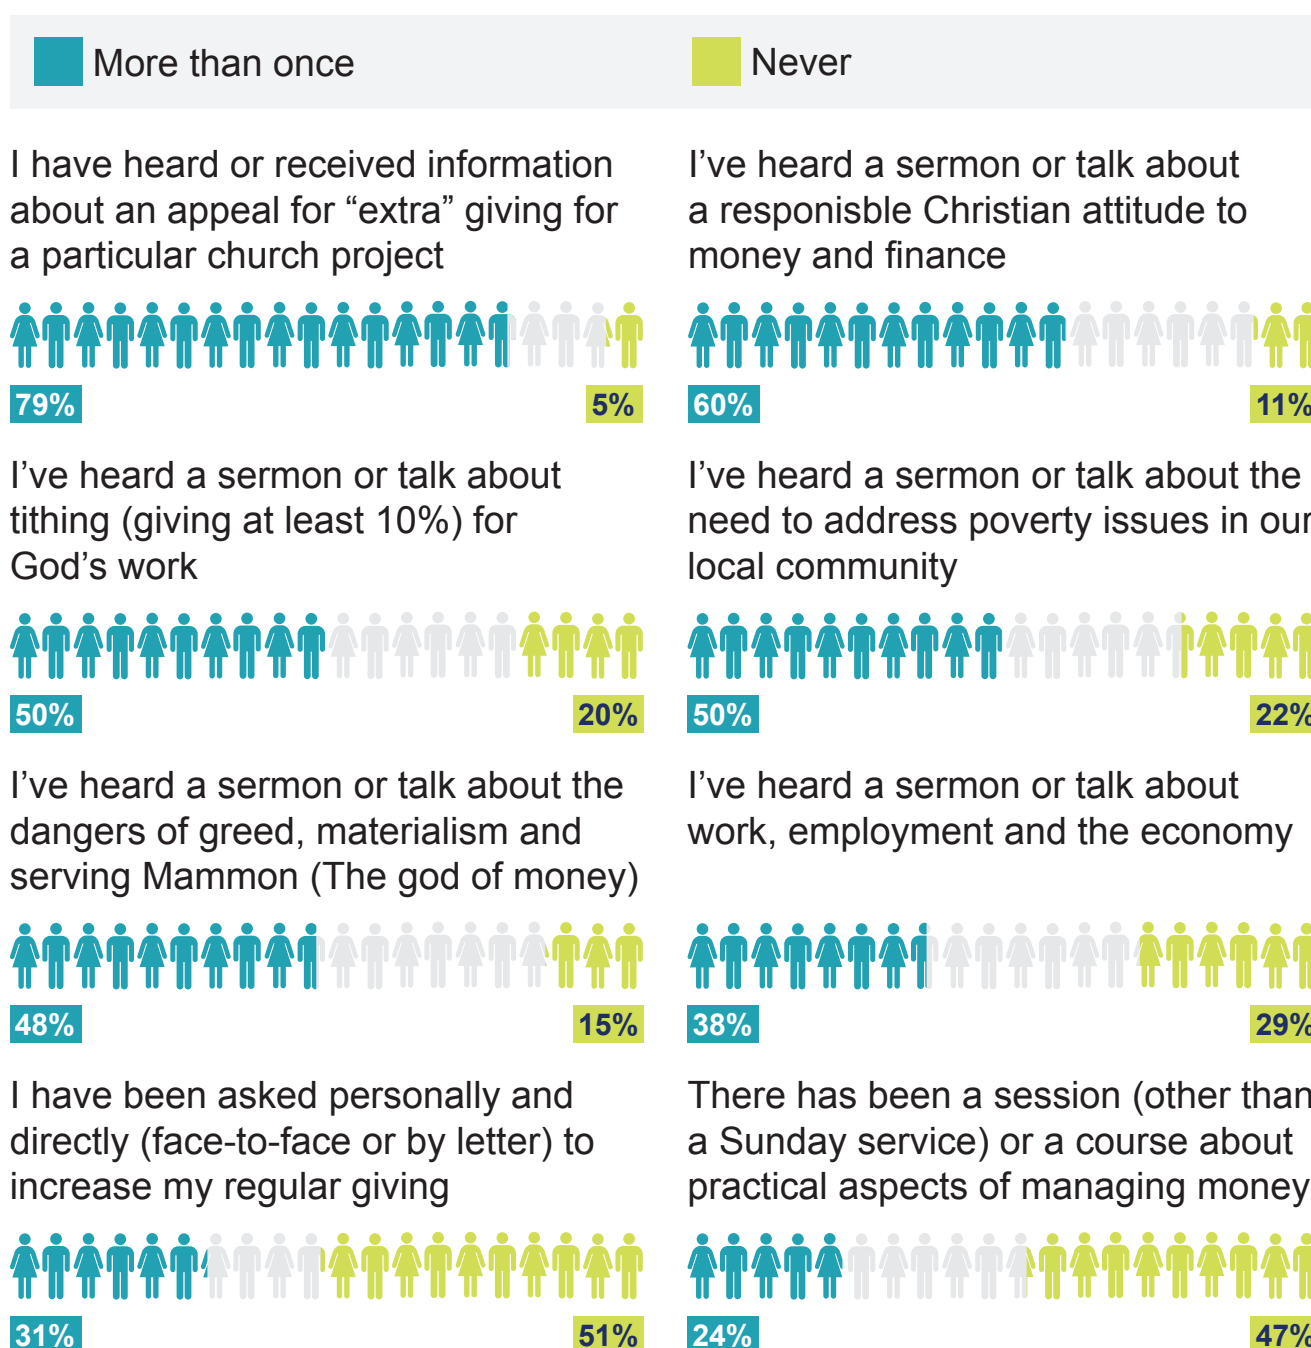 More than once
Never
I have heard or received information
about an appeal for “extra” giving for
a particular church project
79%
5%
I’ve heard a sermon or talk about
a responisble Christian attitude to
money and finance
60%
11%
I’ve heard a sermon or talk about
tithing (giving at least 10%) for
God’s work
50%
20%
I’ve heard a sermon or talk about the
need to address poverty issues in our
local community
50%
22%
I’ve heard a sermon or talk about the
dangers of greed, materialism and
serving Mammon (The god of money)
48%
15%
I’ve heard a sermon or talk about
work, employment and the economy
38%
29%
I have been asked personally and
directly (face-to-face or by letter) to
increase my regular giving
31%
51%
There has been a session (other than
a Sunday service) or a course about
practical aspects of managing money
24%
47%